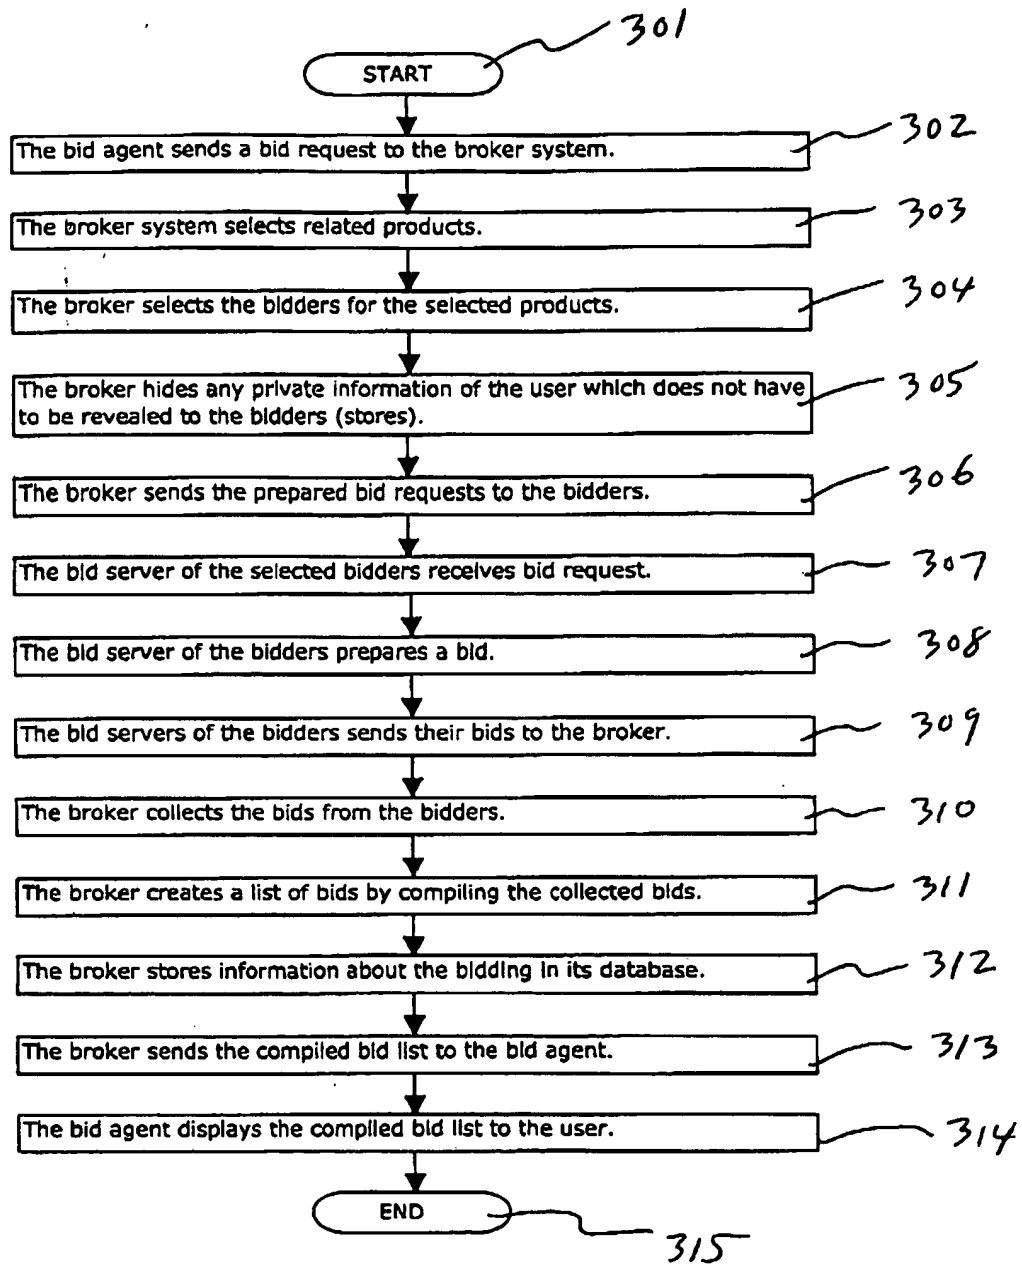 301
START
302
The bid agent sends a bid request to the broker system.
303
The broker system selects related products.
304
The broker selects the bidders for the selected products.
305
The broker hides any private information of the user which does not have
to be revealed to the bidders (stores).
306
The broker sends the prepared bid requests to the bidders.
307
The bid server of the selected bidders receives bid request.
308
The bid server of the bidders prepares a bid.
309
The bid servers of the bidders sends their bids to the broker.
310
The broker collects the bids from the bidders.
311
The broker creates a list of bids by compiling the collected bids.
312
The broker stores information about the bidding in its database.
313
The broker sends the compiled bid list to the bid agent.
314
The bid agent displays the compiled bid list to the user.
END
315